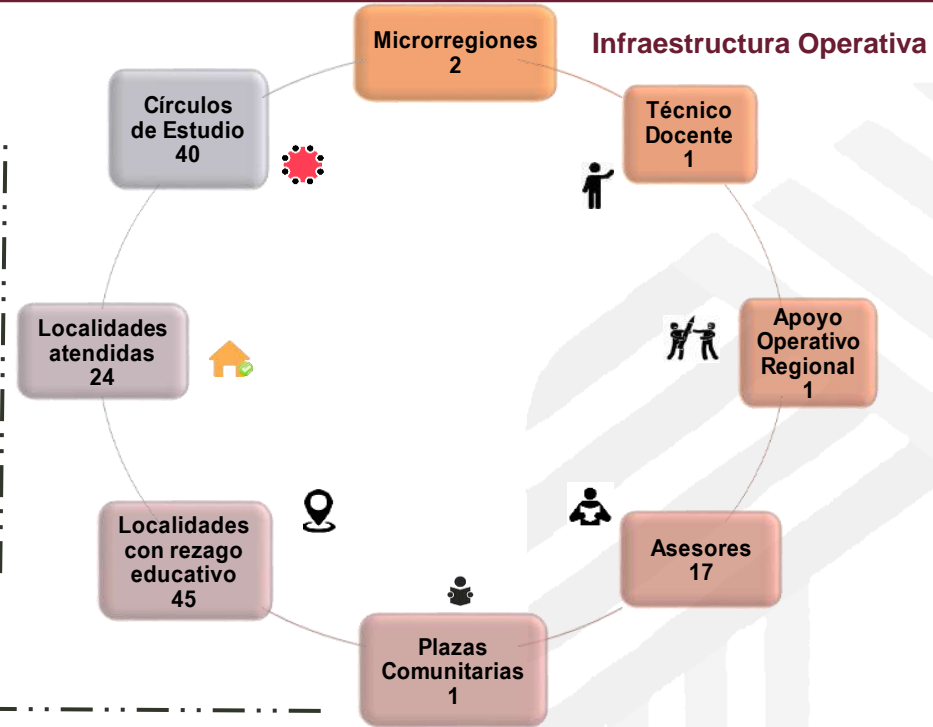 Infraestructura Operativa
Microrregiones
2
Técnico
Docente
1
Apoyo
Operativo
Regional
1
Asesores
17
Plazas
Comunitarias
1
Localidades
con rezago
educativo
45
Localidades
atendidas
24
Círculos
de Estudio
40